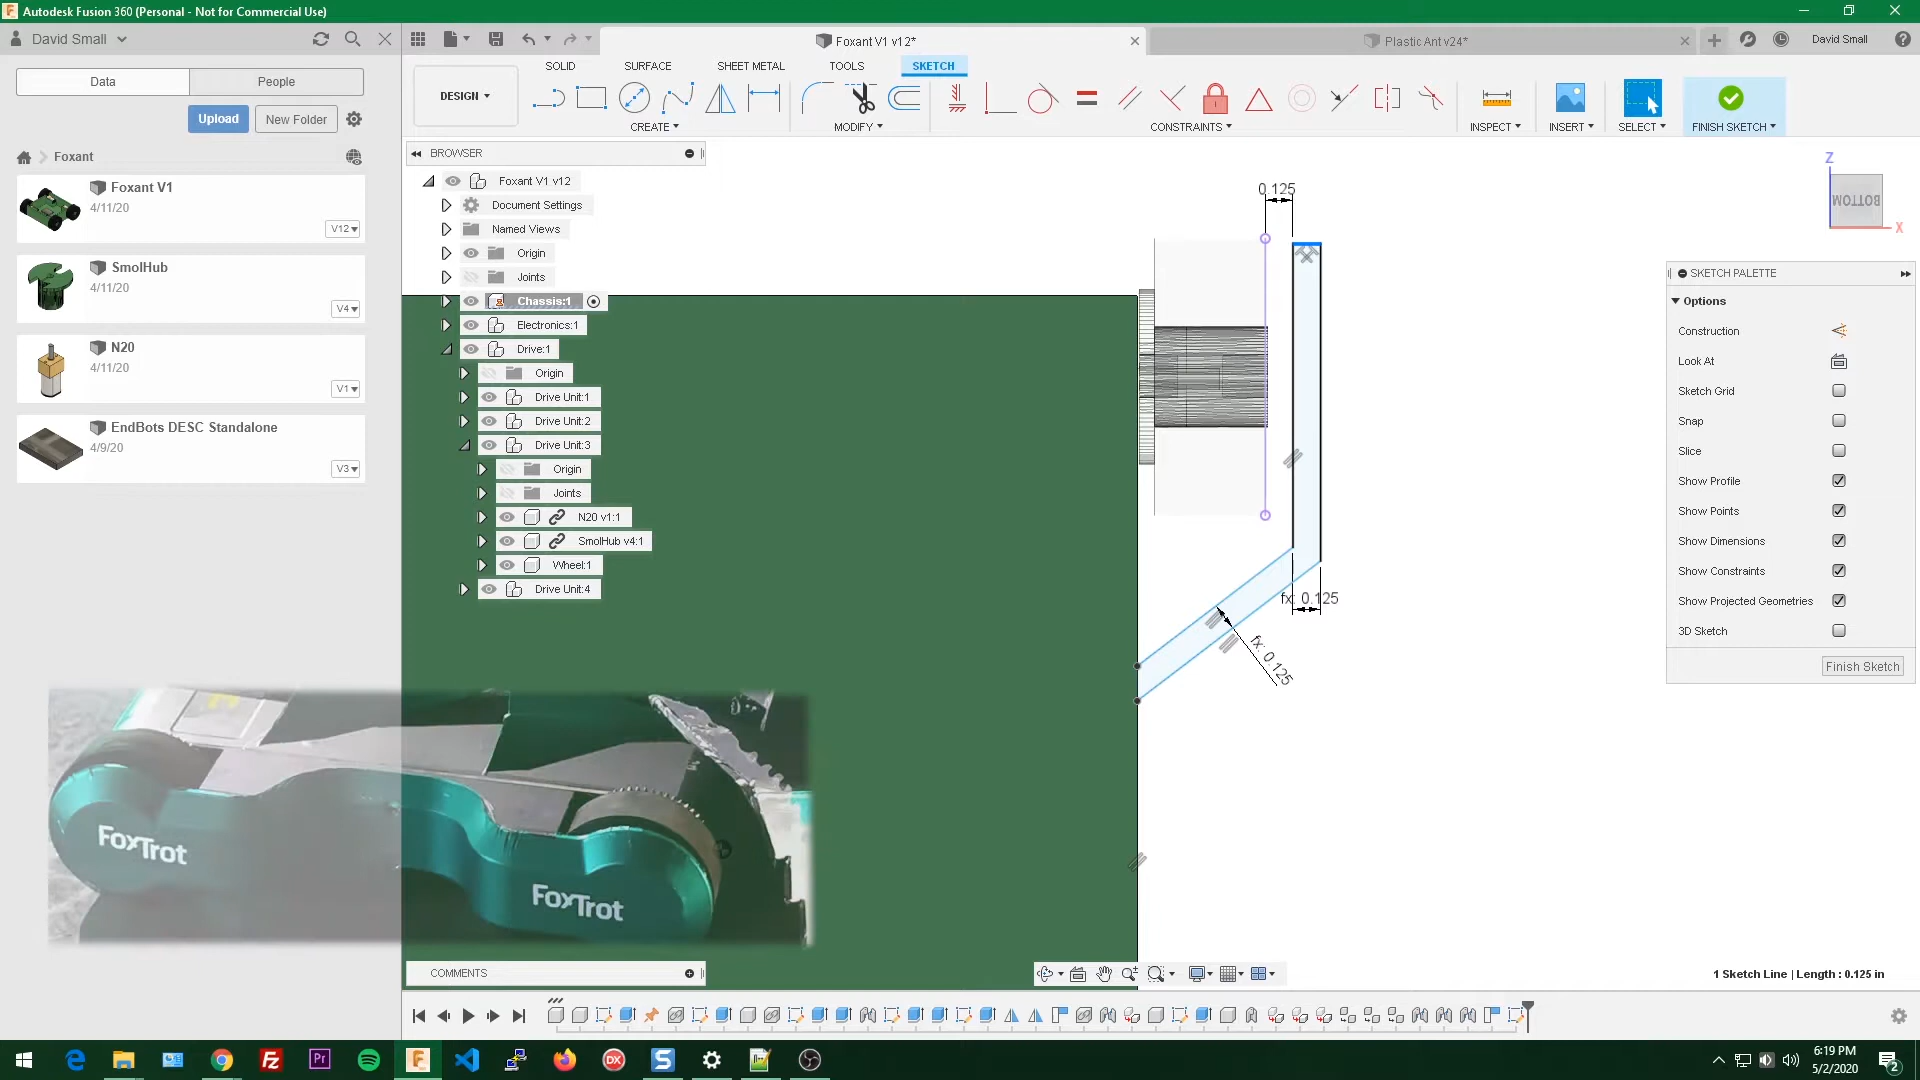 Autodesk Fusion 360 (Personal - Not for Commercial Use)
David Small
Data
People
Upload
New Folder
Foxant
Foxant V1
4/11/20
V12
SmolHub
4/11/20
V4
N20
4/11/20
V1
EndBots DESC Standalone
4/9/20
V3
Foxant V1 v12*
Plastic Ant v24*
David Small
DESIGN
SOLID
SURFACE
SHEET METAL
TOOLS
SKETCH
CREATE
MODIFY
CONSTRAINTS
INSPECT
INSERT
SELECT
FINISH SKETCH
BROWSER
Foxant V1 v12
Document Settings
Named Views
Origin
Joints
Chassis:1
Electronics:1
Drive:1
Origin
Drive Unit:1
Drive Unit:2
Drive Unit:3
Origin
Joints
N20 v1:1
SmolHub v4:1
Wheel:1
Drive Unit:4
0.125
fx: 0.125
fx: 0.125
Z
BOTTOM
X
SKETCH PALETTE
Options
Construction
Look At
Sketch Grid
Snap
Slice
Show Profile
Show Points
Show Dimensions
Show Constraints
Show Projected Geometries
3D Sketch
Finish Sketch
FoxTrot
FoxTrot
COMMENTS
1 Sketch Line | Length : 0.125 in
6:19 PM
5/2/2020
2